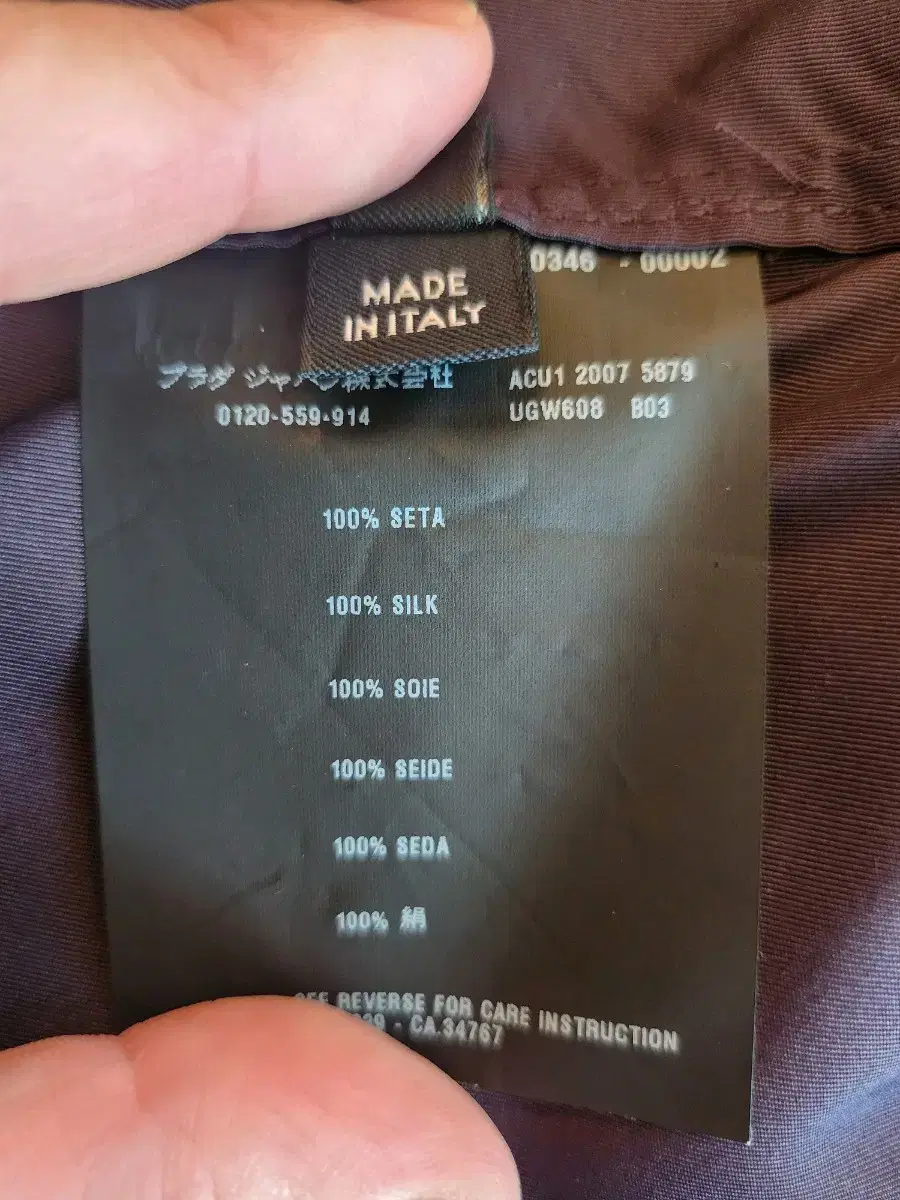 MADE
IN ITALY
0346 - 00002
プラダ ジャパン株式会社
0120-559-914
ACU1 2007 5879
UGW608 B03
100% SETA
100% SILK
100% SOIE
100% SEIDE
100% SEDA
100% 絹
SEE REVERSE FOR CARE INSTRUCTION
- CA.34767